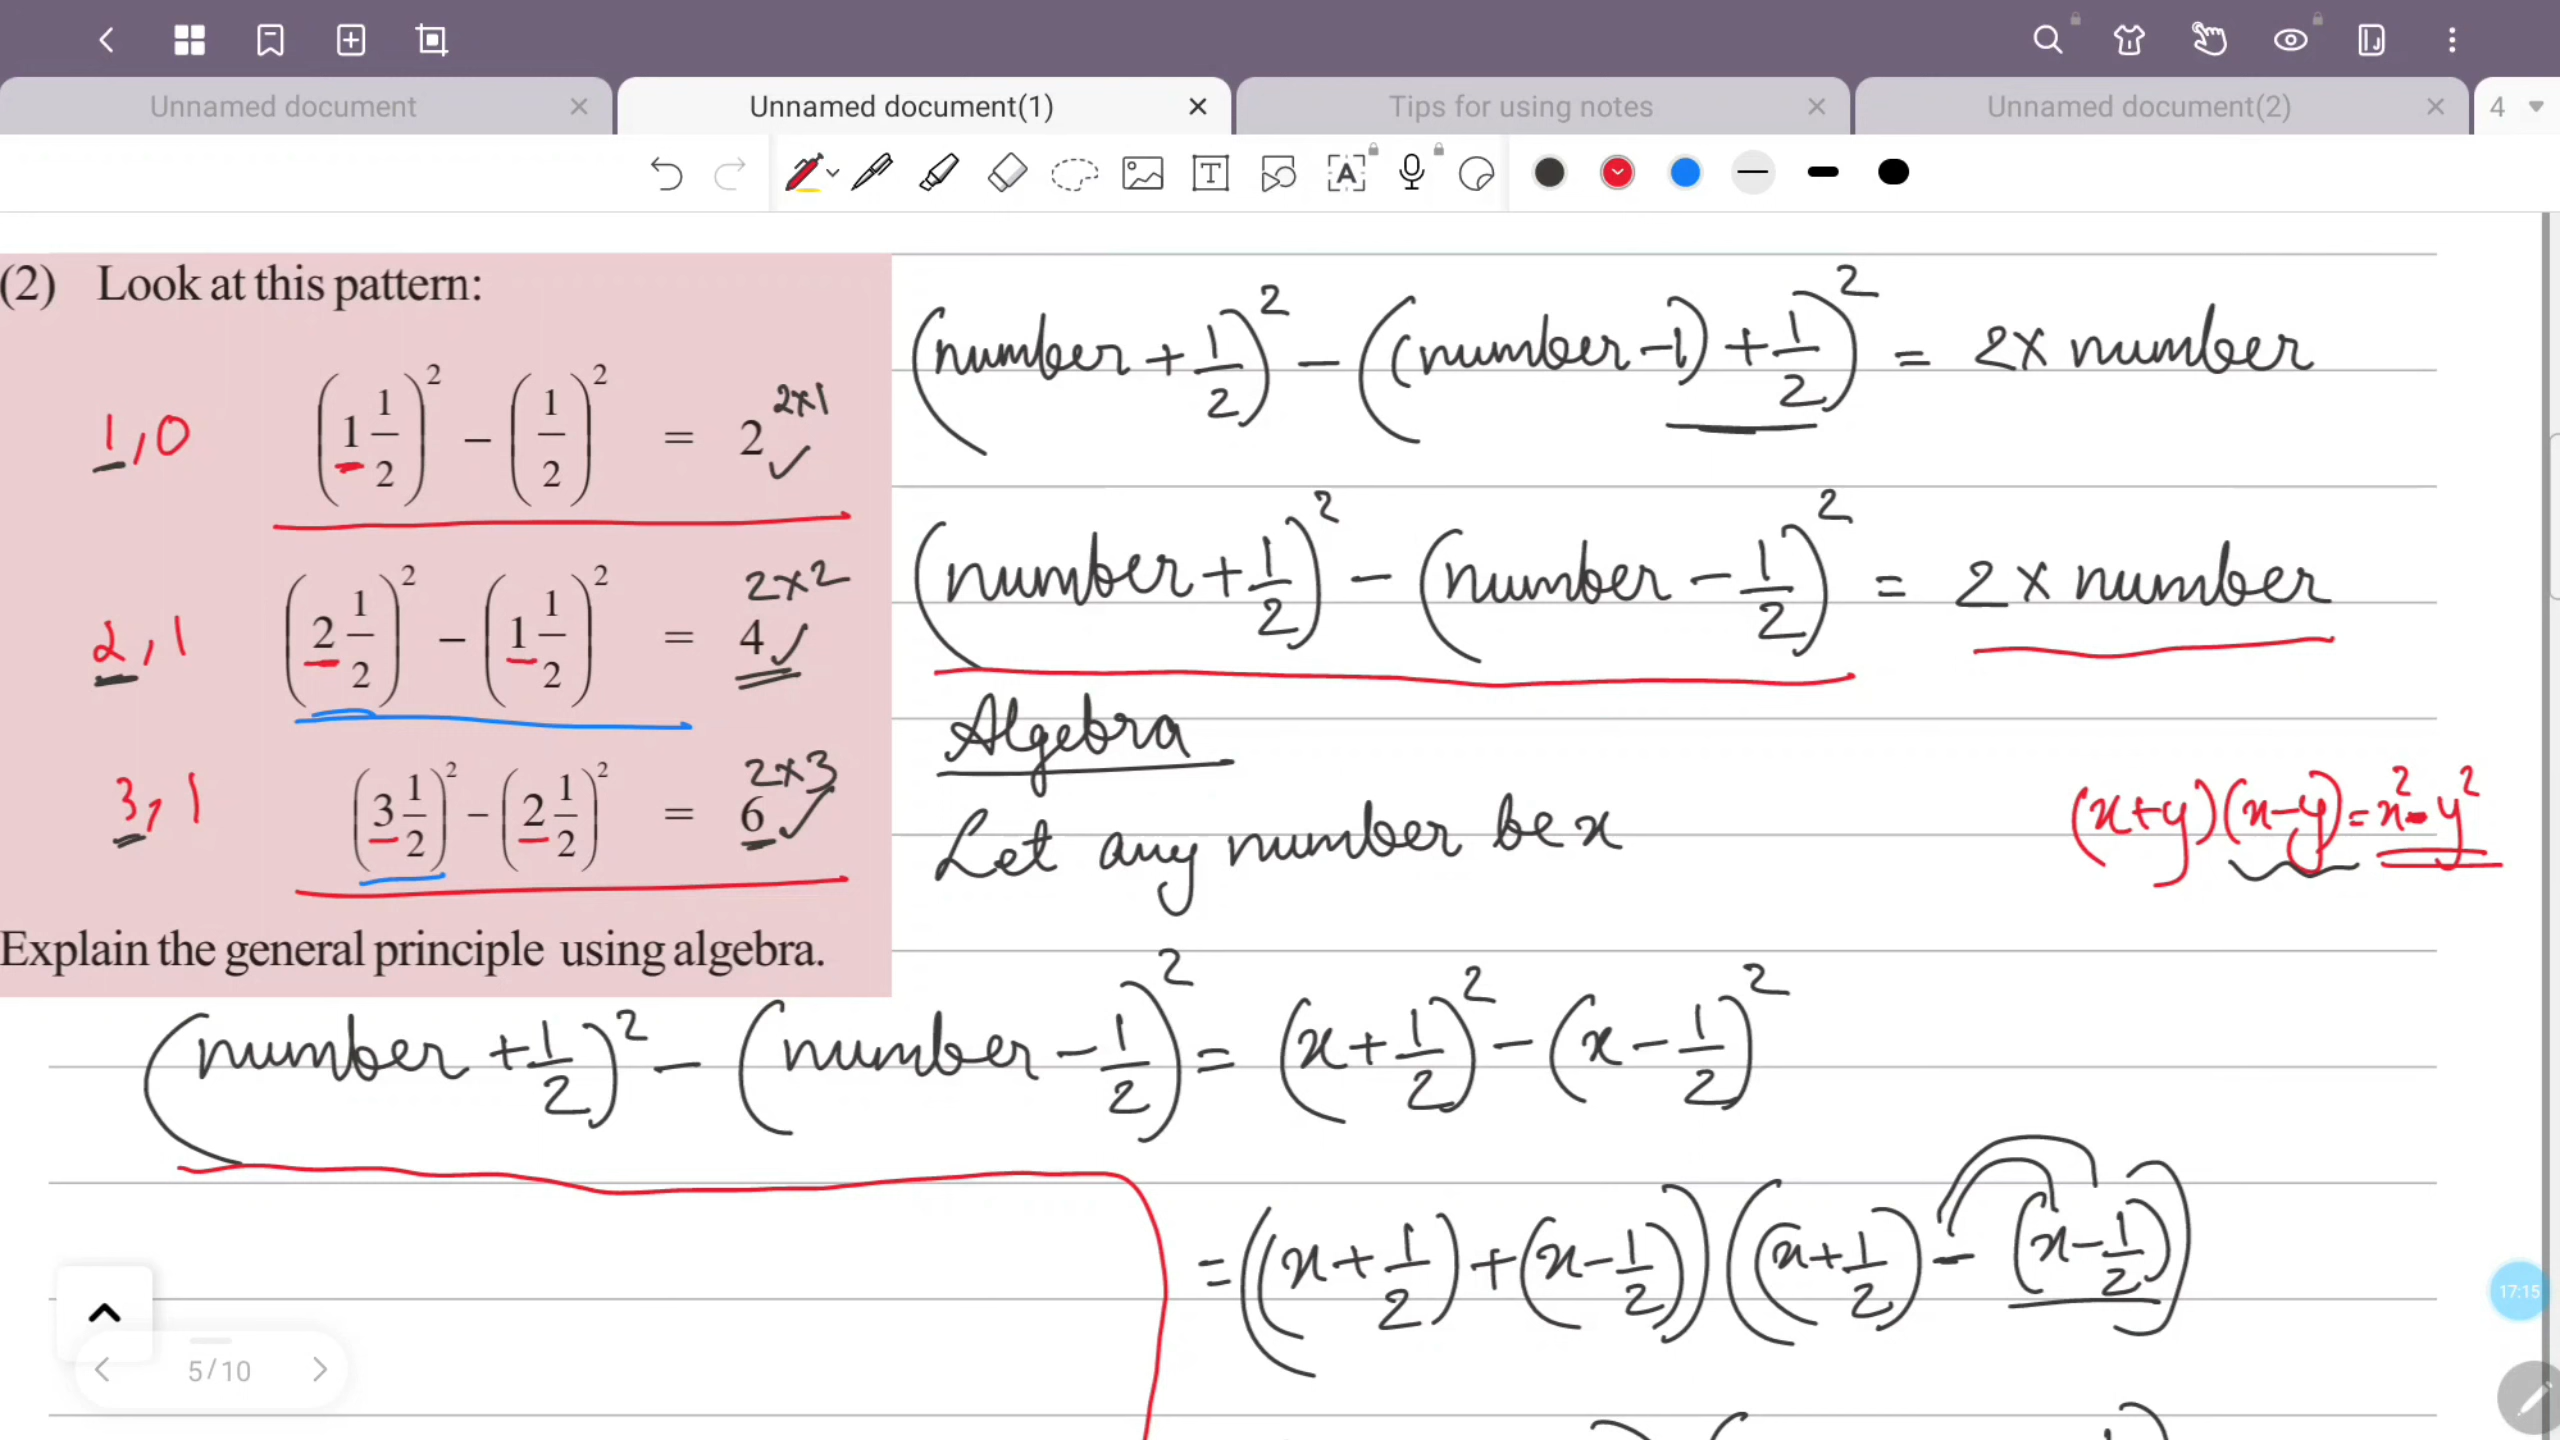 Unnamed document
Unnamed document(1)
Tips for using notes
Unnamed document(2)
4
(2) Look at this pattern:
1,0 (1 1/2)² − (1/2)² = 2 2×1 ✓
2,1 (2 1/2)² − (1 1/2)² = 4 2×2 ✓
3,1 (3 1/2)² − (2 1/2)² = 6 2×3 ✓
Explain the general principle using algebra.
(number + 1/2)² − ((number − 1) + 1/2)² = 2× number
(number + 1/2)² − (number − 1/2)² = 2 × number
Algebra
Let any number be x
(x+y)(x−y) = x² − y²
(number + 1/2)² − (number − 1/2)² = (x + 1/2)² − (x − 1/2)²
= ((x + 1/2) + (x − 1/2)) ((x + 1/2) − (x − 1/2))
17:15
5/10